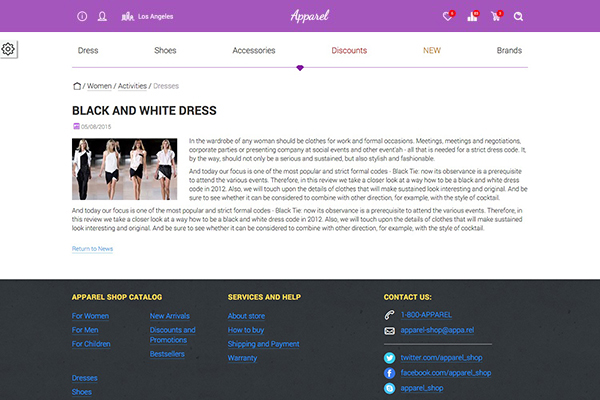 Los Angeles
Apparel
0
0
0
Dress
Shoes
Accessories
Discounts
NEW
Brands
/ Women / Activities / Dresses
BLACK AND WHITE DRESS
05/08/2015
In the wardrobe of any woman should be clothes for work and formal occasions. Meetings, meetings and negotiations,
corporate parties or presenting company at social events and other event'ah - all that is needed for a strict dress code. It,
by the way, should not only be a serious and sustained, but also stylish and fashionable.
And today our focus is one of the most popular and strict formal codes - Black Tie: now its observance is a prerequisite
to attend the various events. Therefore, in this review we take a closer look at a way how to be a black and white dress
code in 2012. Also, we will touch upon the details of clothes that will make sustained look interesting and original. And be
sure to see whether it can be considered to combine with other direction, for example, with the style of cocktail.
And today our focus is one of the most popular and strict formal codes - Black Tie: now its observance is a prerequisite to attend the various events. Therefore, in
this review we take a closer look at a way how to be a black and white dress code in 2012. Also, we will touch upon the details of clothes that will make sustained
look interesting and original. And be sure to see whether it can be considered to combine with other direction, for example, with the style of cocktail.
Return to News
APPAREL SHOP CATALOG
For Women
For Men
For Children
Dresses
Shoes
New Arrivals
Discounts and
Promotions
Bestsellers
SERVICES AND HELP
About store
How to buy
Shipping and Payment
Warranty
CONTACT US:
1-800-APPAREL
apparel-shop@appa.rel
twitter.com/apparel_shop
facebook.com/apparel_shop
apparel_shop